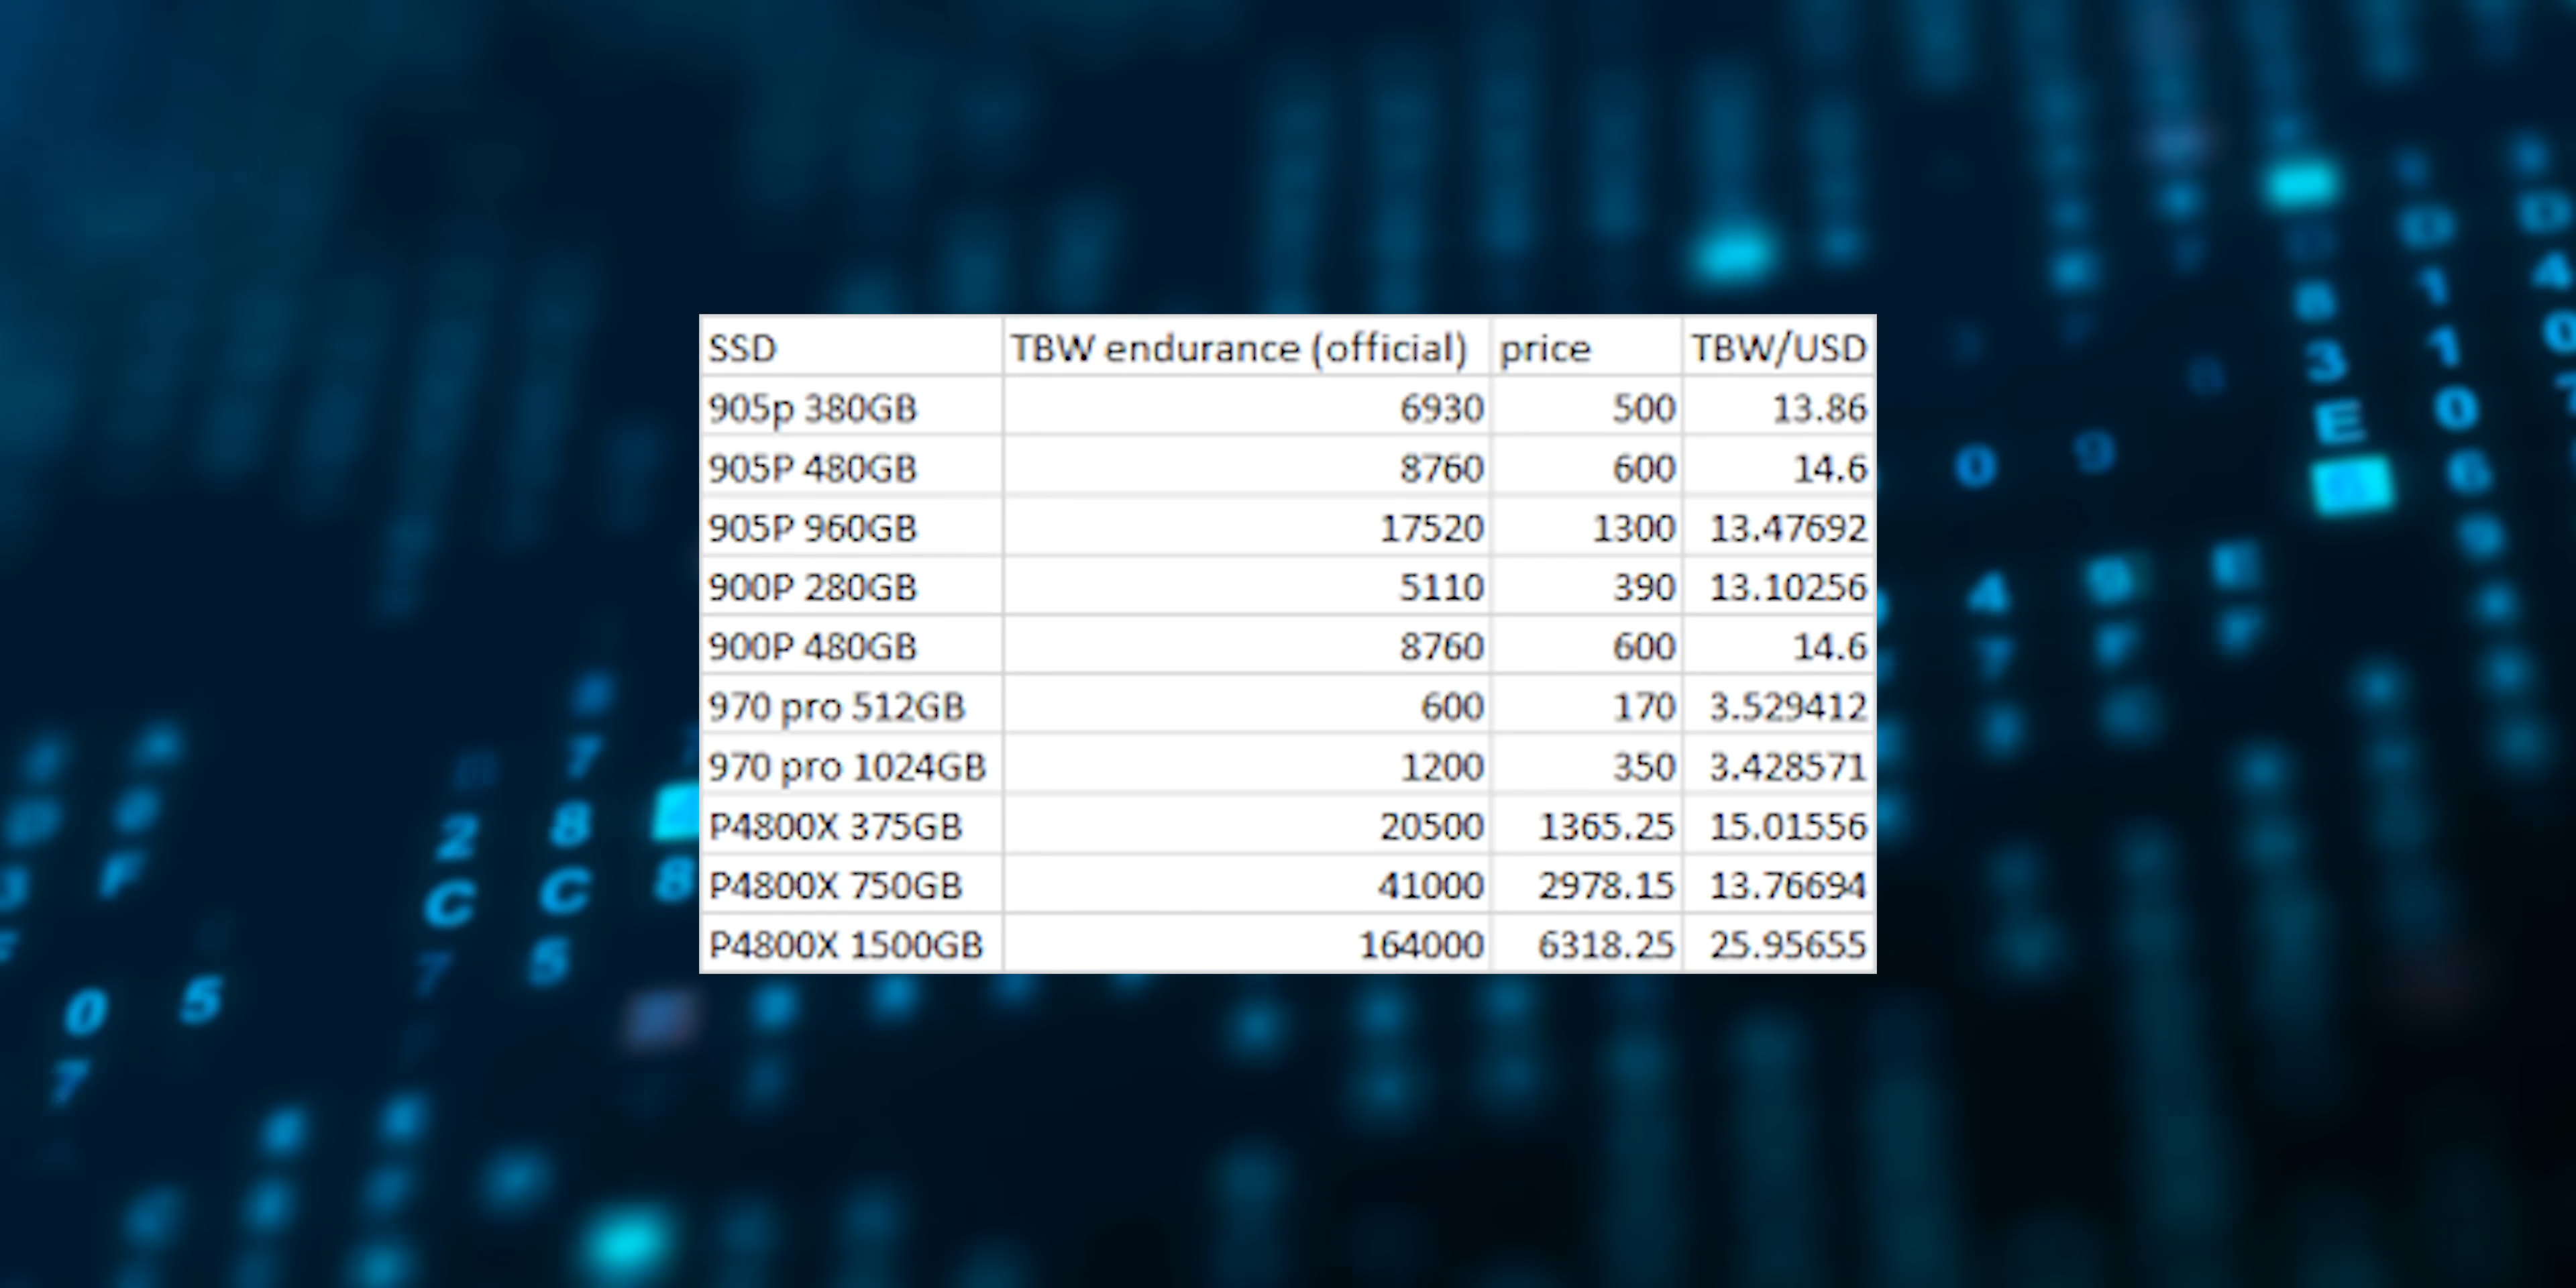 SSD TBW endurance (official) price TBW/USD
905p 380GB 6930 500 13.86
905P 480GB 8760 600 14.6
905P 960GB 17520 1300 13.47692
900P 280GB 5110 390 13.10256
900P 480GB 8760 600 14.6
970 pro 512GB 600 170 3.529412
970 pro 1024GB 1200 350 3.428571
P4800X 375GB 20500 1365.25 15.01556
P4800X 750GB 41000 2978.15 13.76694
P4800X 1500GB 164000 6318.25 25.95655